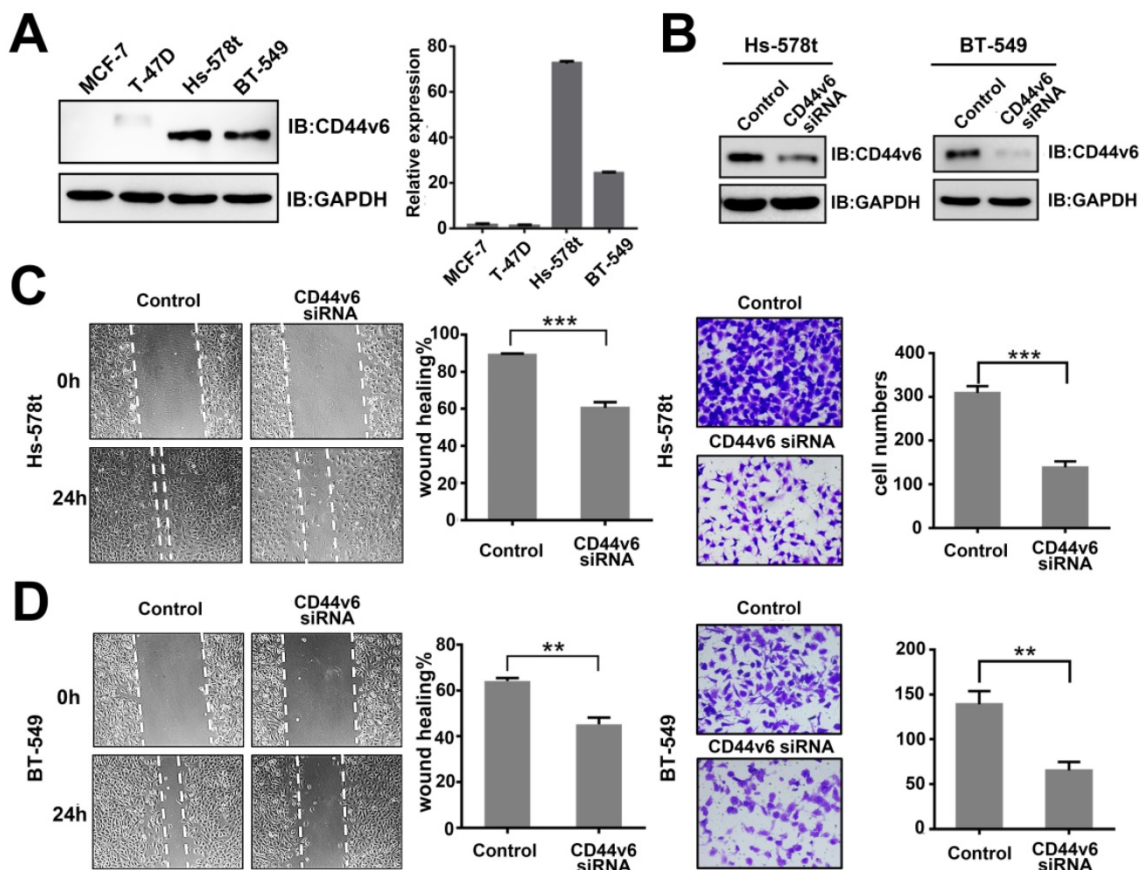 A
MCF-7
T-47D
Hs-578t
BT-549
IB:CD44v6
IB:GAPDH
Relative expression
80
60
40
20
0
MCF-7
T-47D
Hs-578t
BT-549
B
Hs-578t
Control
CD44v6
siRNA
IB:CD44v6
IB:GAPDH
BT-549
Control
CD44v6
siRNA
IB:CD44v6
IB:GAPDH
C
Hs-578t
Control
CD44v6
siRNA
0h
24h
wound healing%
100
80
60
40
20
0
***
Control
CD44v6
siRNA
Hs-578t
Control
CD44v6 siRNA
cell numbers
400
300
200
100
0
***
Control
CD44v6
siRNA
D
BT-549
Control
CD44v6
siRNA
0h
24h
wound healing%
80
60
40
20
0
**
Control
CD44v6
siRNA
BT-549
Control
CD44v6 siRNA
200
150
100
50
0
**
Control
CD44v6
siRNA